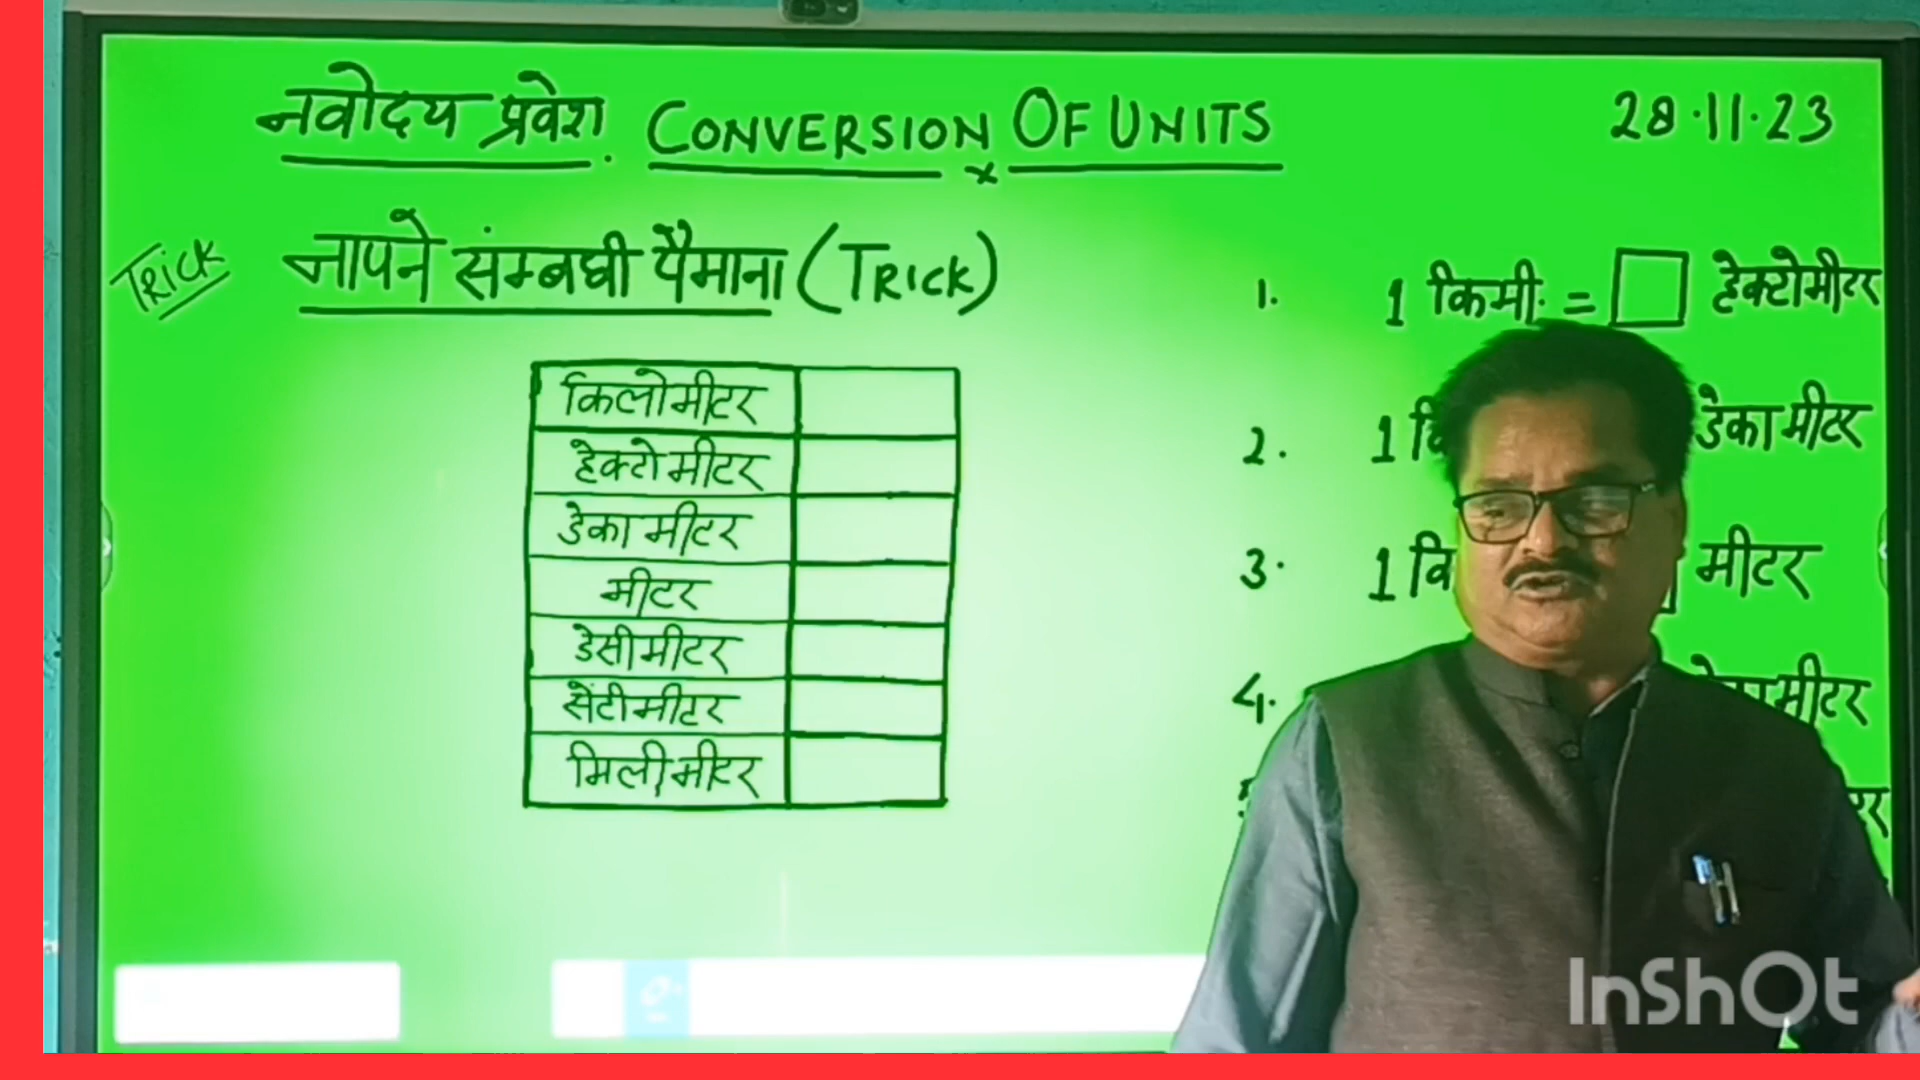 नवोदय प्रवेश. CONVERSION OF UNITS
28.11.23
TRICK
नापने संम्बधी पैमाना (TRICK)
किलोमीटर
हेक्टोमीटर
डेकामीटर
मीटर
डेसीमीटर
सेंटीमीटर
मिलीमीटर
1. 1 किमी. = हेक्टोमीटर
2. 1 डेकामीटर
3. 1 मीटर
4.
InShOt